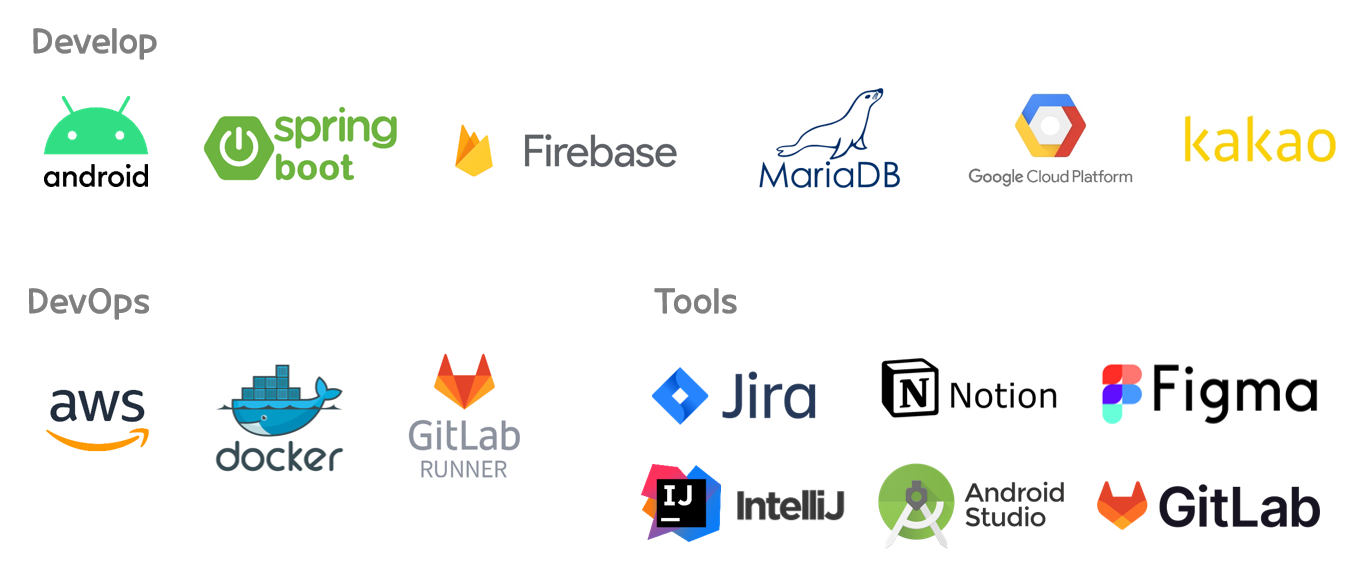 Develop
android
spring
boot
Firebase
MariaDB
Google Cloud Platform
kakao
DevOps
aws
docker
GitLab
RUNNER
Tools
Jira
N
Notion
Figma
IJ
IntelliJ
Android
Studio
GitLab